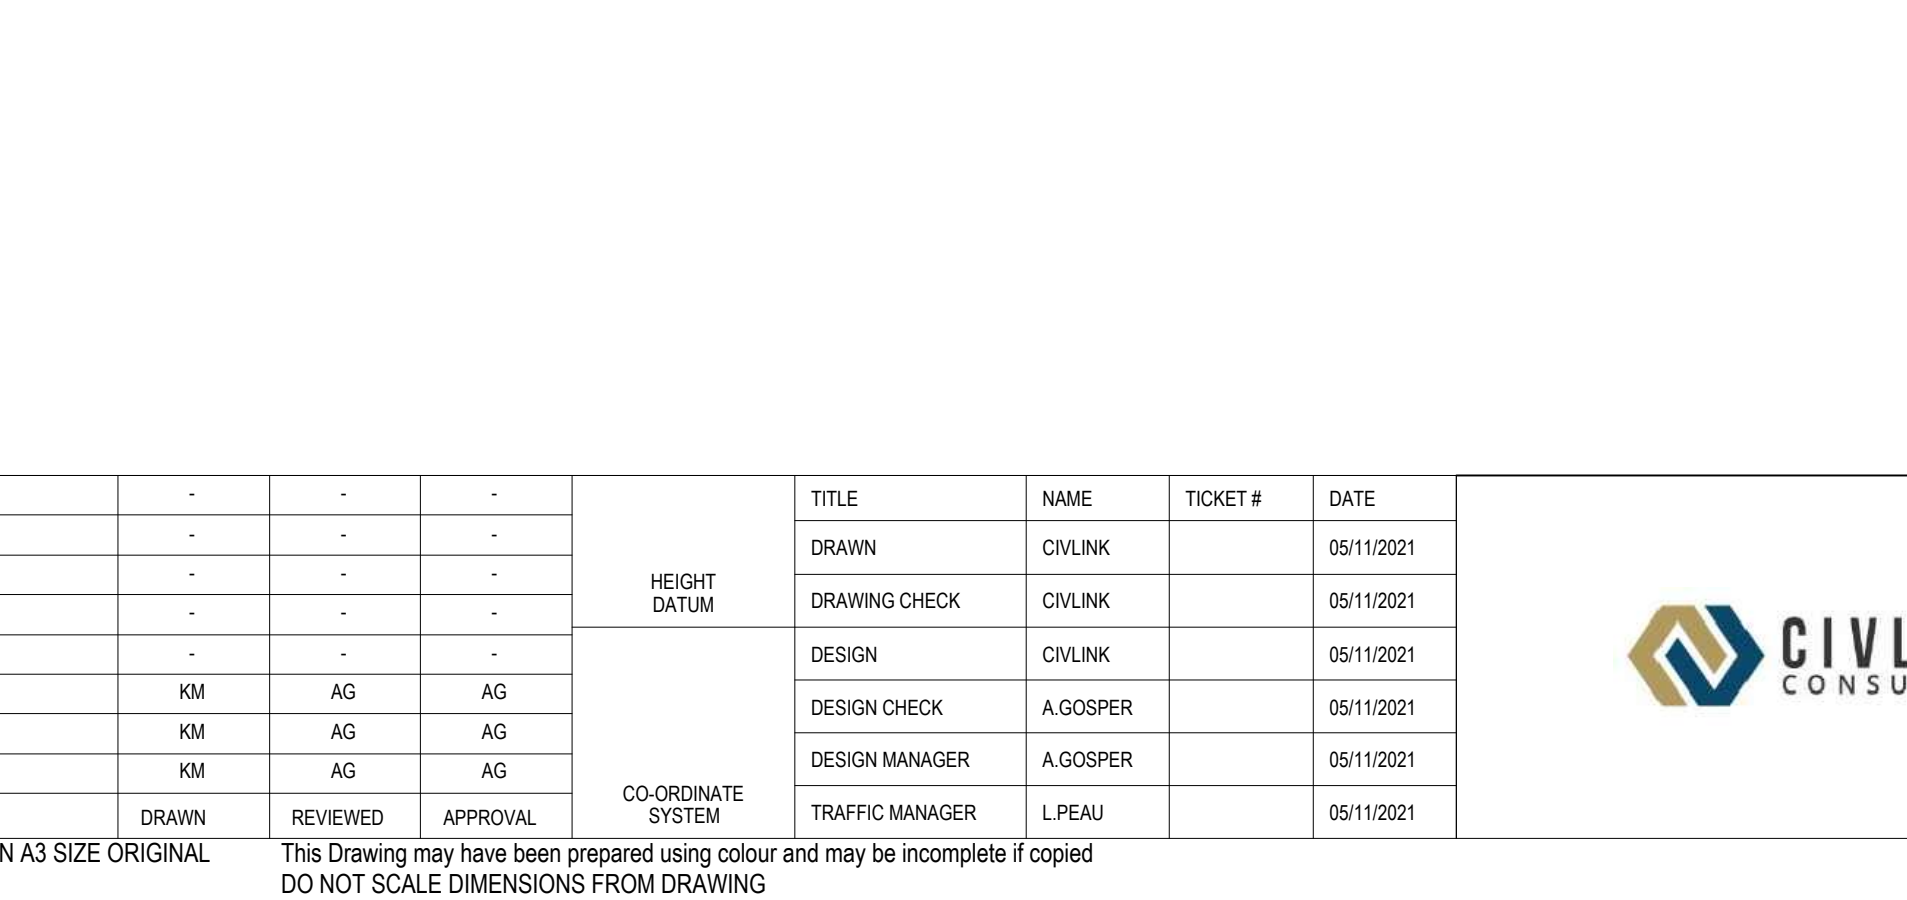 - - -
- - -
- - -
- - -
- - -
KM AG AG
KM AG AG
KM AG AG
DRAWN REVIEWED APPROVAL
HEIGHT
DATUM
CO-ORDINATE
SYSTEM
TITLE NAME TICKET # DATE
DRAWN CIVLINK 05/11/2021
DRAWING CHECK CIVLINK 05/11/2021
DESIGN CIVLINK 05/11/2021
DESIGN CHECK A.GOSPER 05/11/2021
DESIGN MANAGER A.GOSPER 05/11/2021
TRAFFIC MANAGER L.PEAU 05/11/2021
CIVL
CONSU
N A3 SIZE ORIGINAL
This Drawing may have been prepared using colour and may be incomplete if copied
DO NOT SCALE DIMENSIONS FROM DRAWING